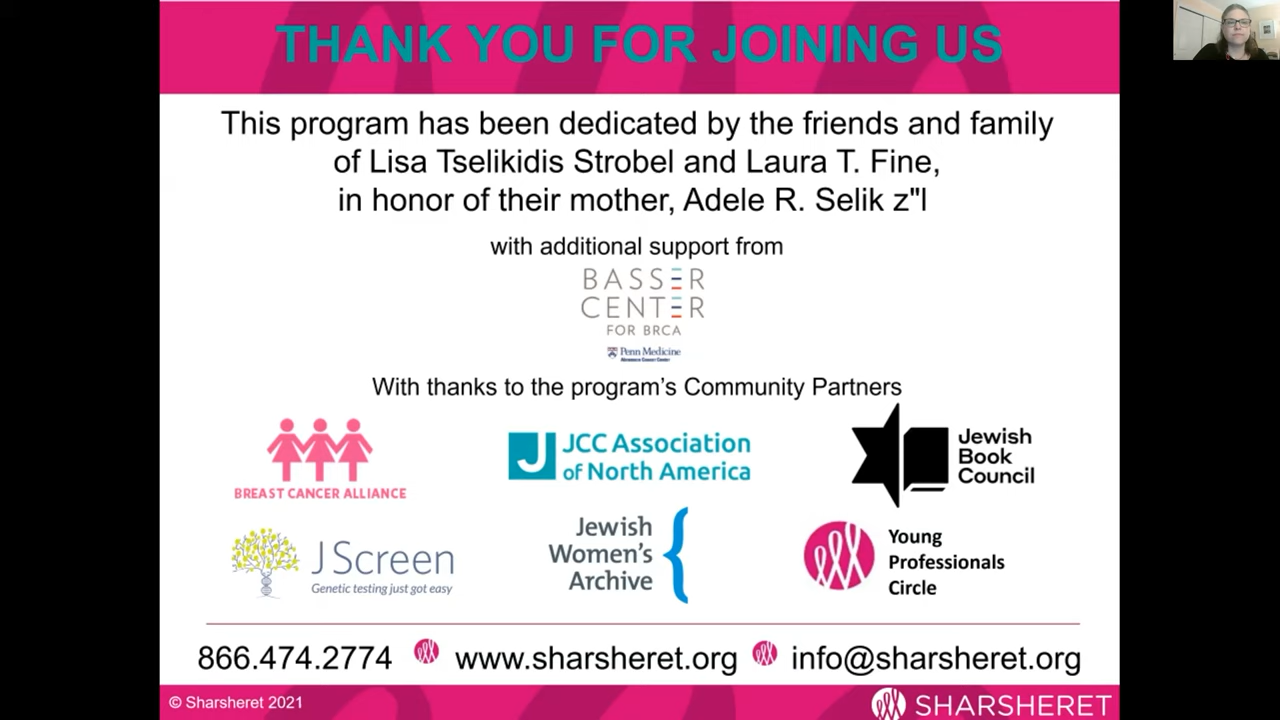 THANK YOU FOR JOINING US
This program has been dedicated by the friends and family
of Lisa Tselikidis Strobel and Laura T. Fine,
in honor of their mother, Adele R. Selik z"l
with additional support from
BASSER
CENTER
FOR BRCA
Penn Medicine
Abramson Cancer Center
With thanks to the program's Community Partners
BREAST CANCER ALLIANCE
J
JCC Association
of North America
Jewish
Book
Council
J Screen
Genetic testing just got easy
Jewish
Women's
Archive
Young
Professionals
Circle
866.474.2774 www.sharsheret.org info@sharsheret.org
© Sharsheret 2021
SHARSHERET